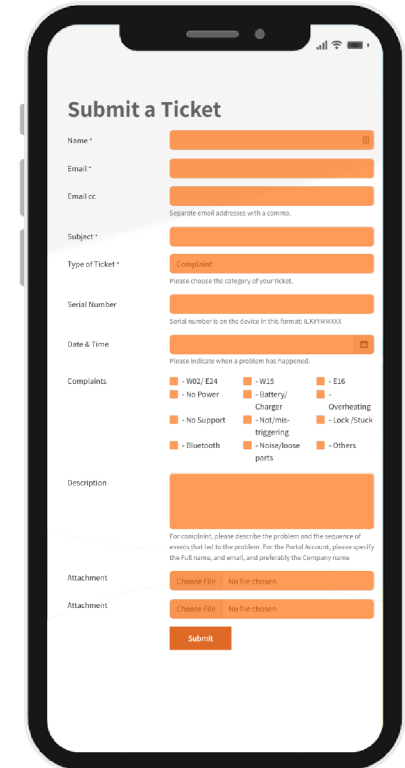 Submit a Ticket
Name *
Email *
Email cc
Separate email addresses with a comma.
Subject *
Type of Ticket *
Complaint
Please choose the category of your ticket.
Serial Number
Serial number is on the device in this format: ILKYYMMXXX
Date & Time
Please indicate when a problem has happened.
Complaints
- W02/ E24
- W15
- E16
- No Power
- Battery/
Charger
-
Overheating
- No Support
- Not/mis-
triggering
- Lock /Stuck
- Bluetooth
- Noise/loose
parts
- Others
Description
For complaint, please describe the problem and the sequence of
events that led to the problem. For the Portal Account, please specify
the Full name, and email, and preferably the Company name
Attachment
Choose File No file chosen
Attachment
Choose File No file chosen
Submit